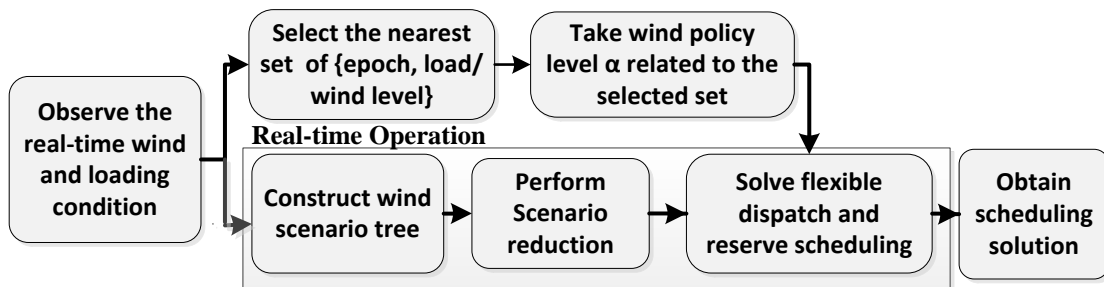 Observe the
real-time wind
and loading
condition
Select the nearest
set of {epoch, load/
wind level}
Take wind policy
level α related to the
selected set
Real-time Operation
Construct wind
scenario tree
Perform
Scenario
reduction
Solve flexible
dispatch and
reserve scheduling
Obtain
scheduling
solution